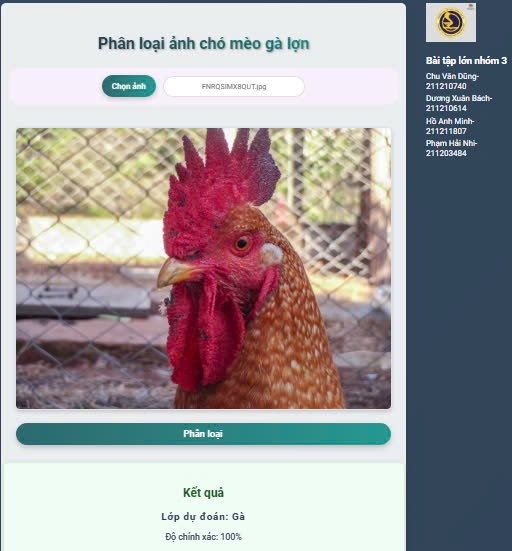 Phân loại ảnh chó mèo gà lợn
Chọn ảnh
FNRQSIMX8QUT.jpg
Phân loại
Kết quả
Lớp dự đoán: Gà
Độ chính xác: 100%
Bài tập lớn nhóm 3
Chu Văn Dũng-
211210740
Dương Xuân Bách-
211210614
Hồ Anh Minh-
211211807
Phạm Hải Nhi-
211203484